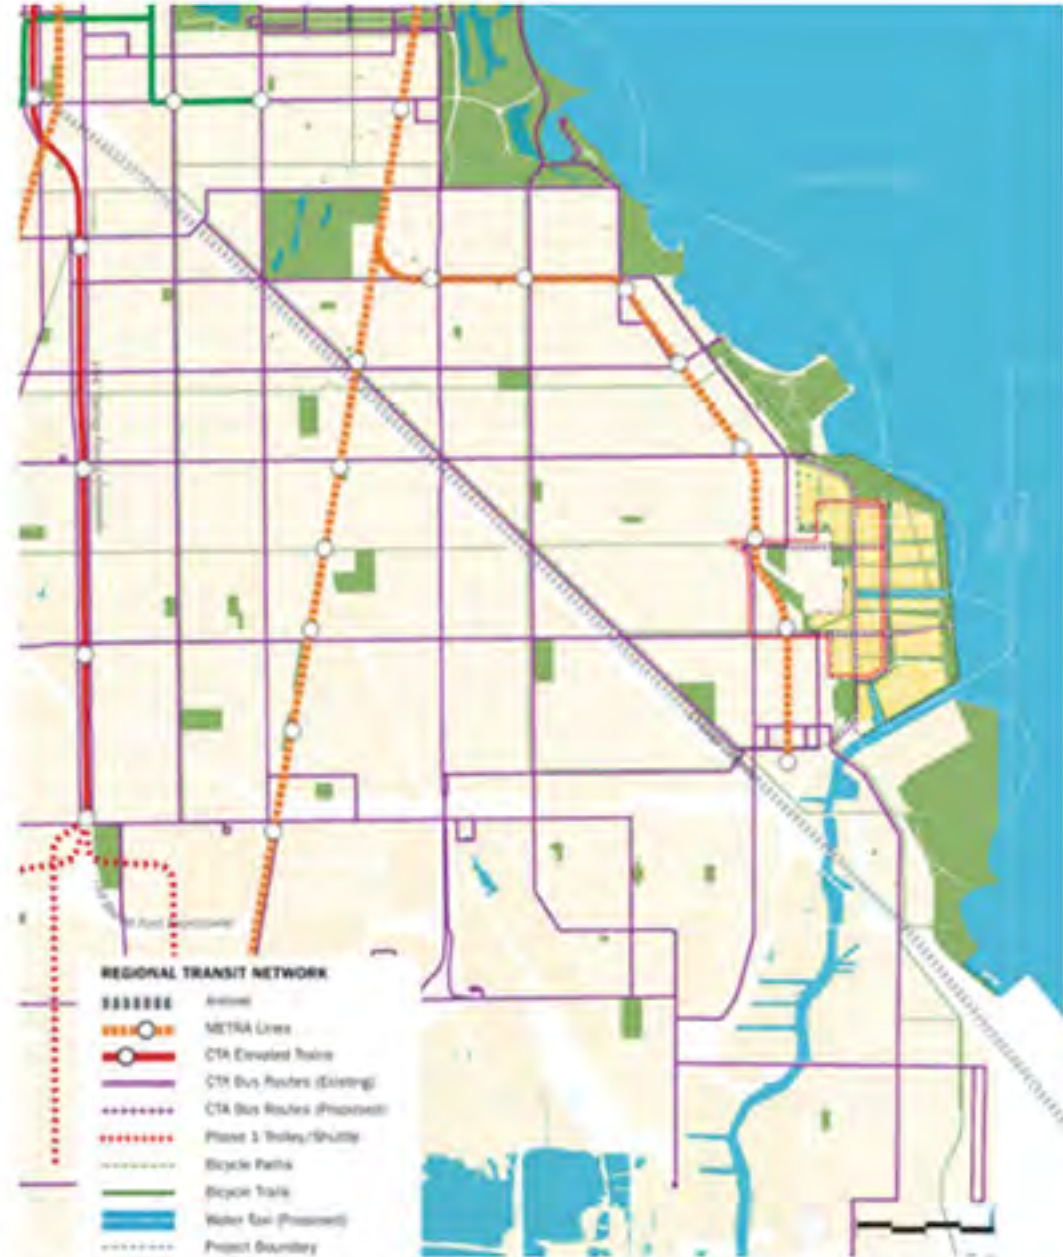 REGIONAL TRANSIT NETWORK
Amtrak
METRA Lines
CTA Elevated Trains
CTA Bus Routes (Existing)
CTA Bus Routes (Proposed)
Phase 1 Trolley/Shuttle
Bicycle Paths
Bicycle Trails
Water Taxi (Proposed)
Project Boundary